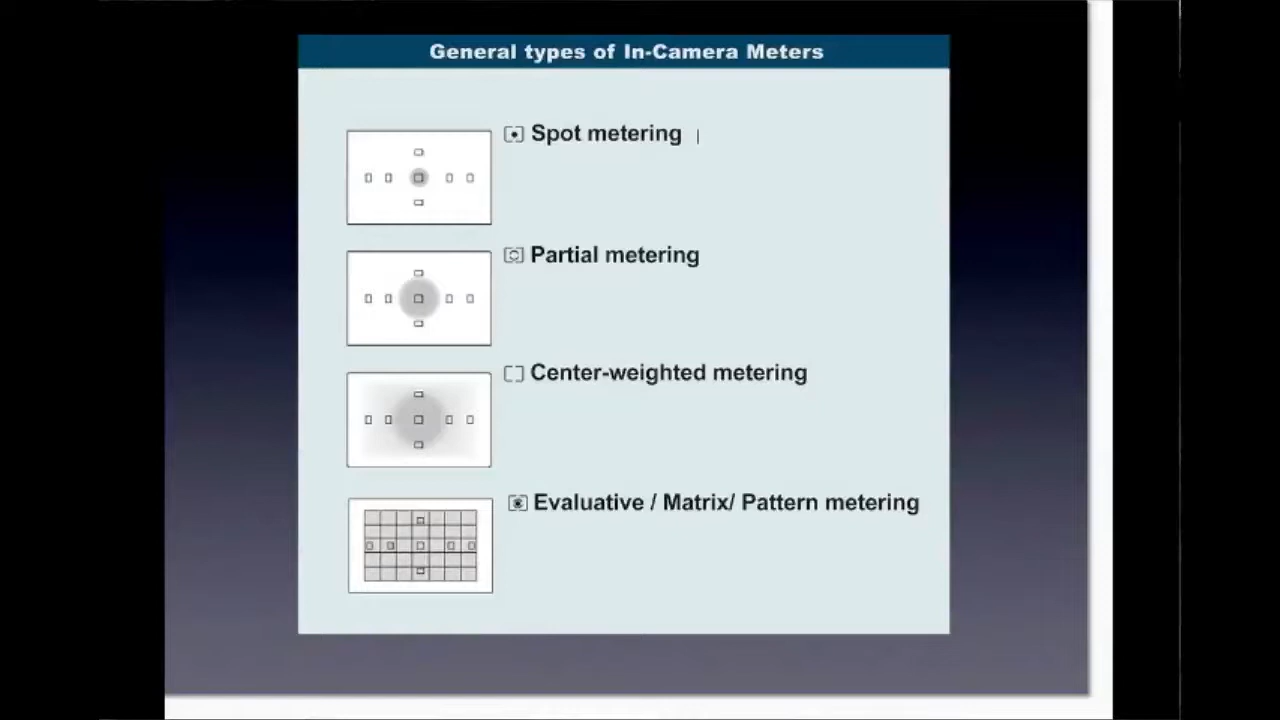 General types of In-Camera Meters
Spot metering
Partial metering
Center-weighted metering
Evaluative / Matrix/ Pattern metering